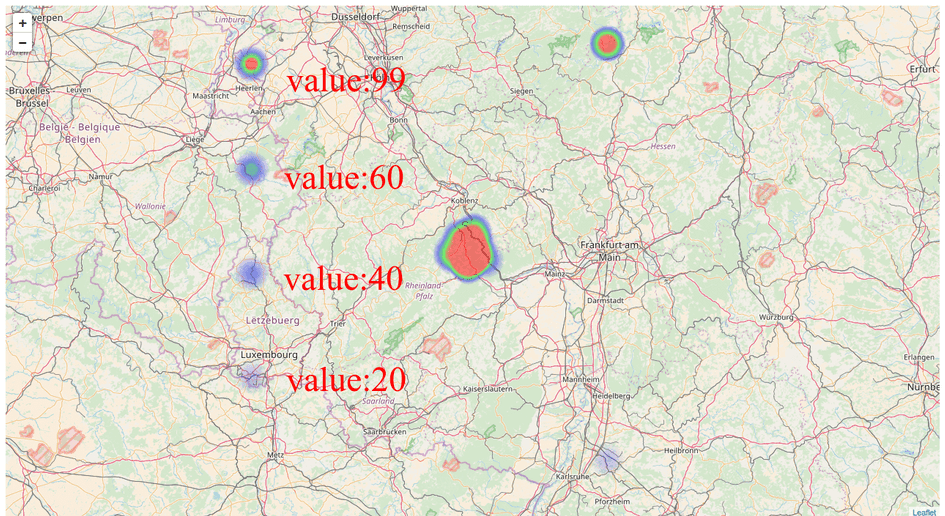 Limburg
Düsseldorf
Wuppertal
Remscheid
+
−
werpen
Leverkusen
Erfurt
Bruxelles -
Brussel
Leuven
Heerlen
value:99
Siegen
Maastricht
Aachen
Bonn
België - Belgique
- Belgien
Liège
Hessen
Namur
Charleroi
value:60
Wallonie
Koblenz
Frankfurt am
Main
Mainz
value:40
Rheinland
Pfalz
Darmstadt
Lëtzebuerg
Trier
Würzburg
Luxembourg
Erlangen
value:20
Mannheim
Kaiserslautern
Nürnbe
Heidelberg
Saarland
Saarbrücken
Metz
Heilbronn
Karlsruhe
Pforzheim
Leaflet